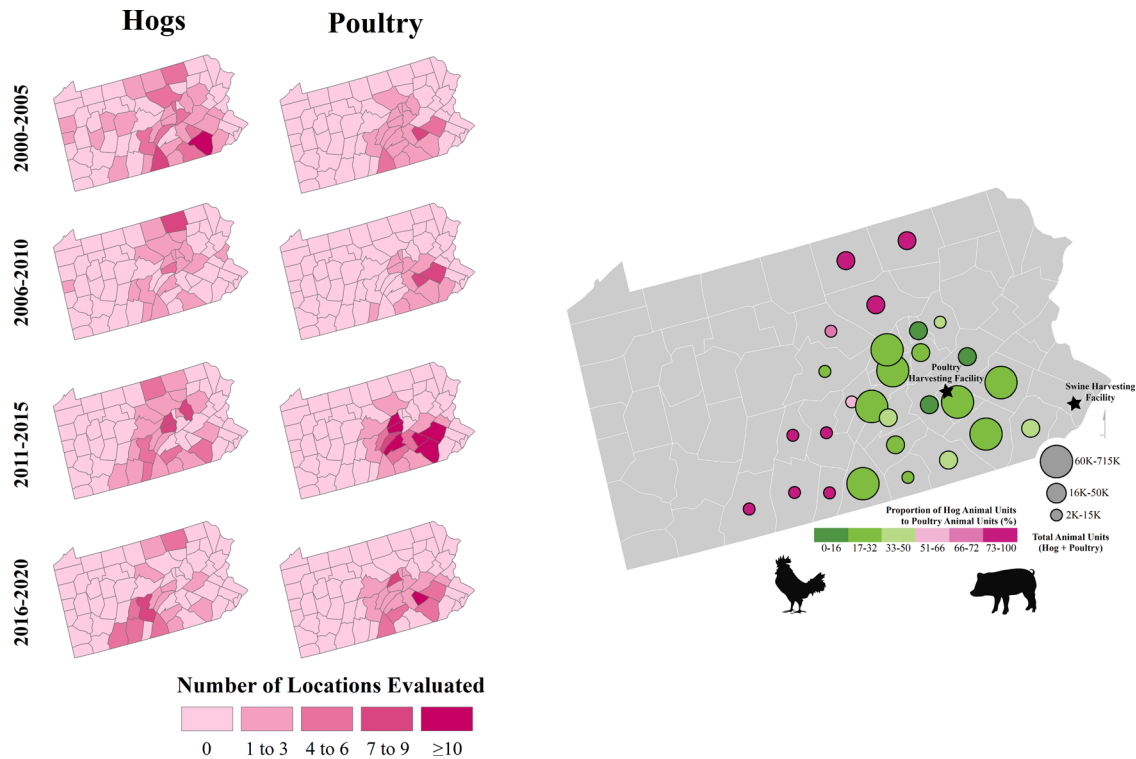 Hogs
Poultry
2000-2005
2006-2010
2011-2015
2016-2020
Number of Locations Evaluated
0
1 to 3
4 to 6
7 to 9
≥10
Poultry
Harvesting Facility
Swine Harvesting
Facility
60K-715K
16K-50K
2K-15K
Total Animal Units
(Hog + Poultry)
Proportion of Hog Animal Units
to Poultry Animal Units (%)
0-16
17-32
33-50
51-66
66-72
73-100